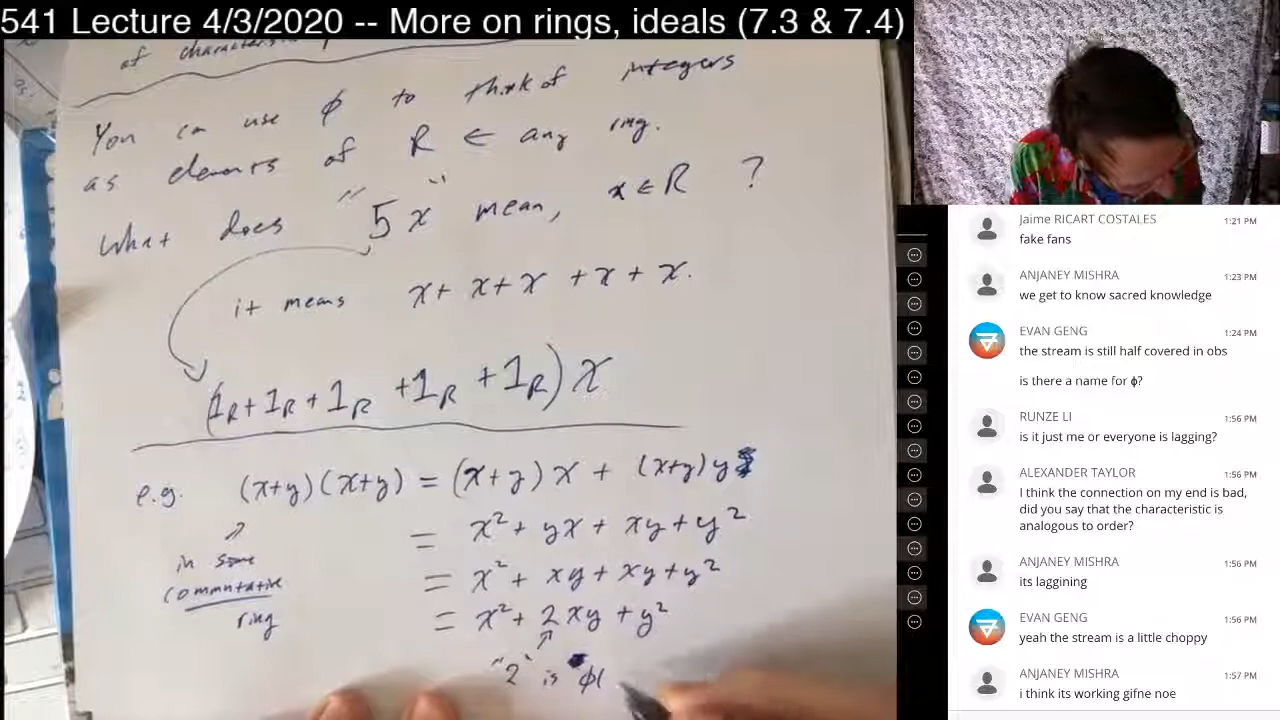 541 Lecture 4/3/2020 -- More on rings, ideals (7.3 & 7.4)
of characteristic
You can use ϕ to think of integers
as elements of R ← any ring.
What does "5x" mean, x ∈ R ?
it means x + x + x + x + x.
(1_R + 1_R + 1_R + 1_R + 1_R) x
e.g. (x+y)(x+y) = (x+y)x + (x+y)y
in some
commutative
ring
= x² + yx + xy + y²
= x² + xy + xy + y²
= x² + 2xy + y²
"2" is ϕ(
Jaime RICART COSTALES 1:21 PM
fake fans
ANJANEY MISHRA 1:23 PM
we get to know sacred knowledge
EVAN GENG 1:24 PM
the stream is still half covered in obs
is there a name for ϕ?
RUNZE LI 1:56 PM
is it just me or everyone is lagging?
ALEXANDER TAYLOR 1:56 PM
I think the connection on my end is bad,
did you say that the characteristic is
analogous to order?
ANJANEY MISHRA 1:56 PM
its laggining
EVAN GENG 1:56 PM
yeah the stream is a little choppy
ANJANEY MISHRA 1:57 PM
i think its working gifne noe